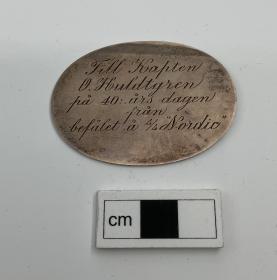 Till Kapten
O. Huldtgren
på 40: års dagen
från
befälet å S/S "Nordic"
cm